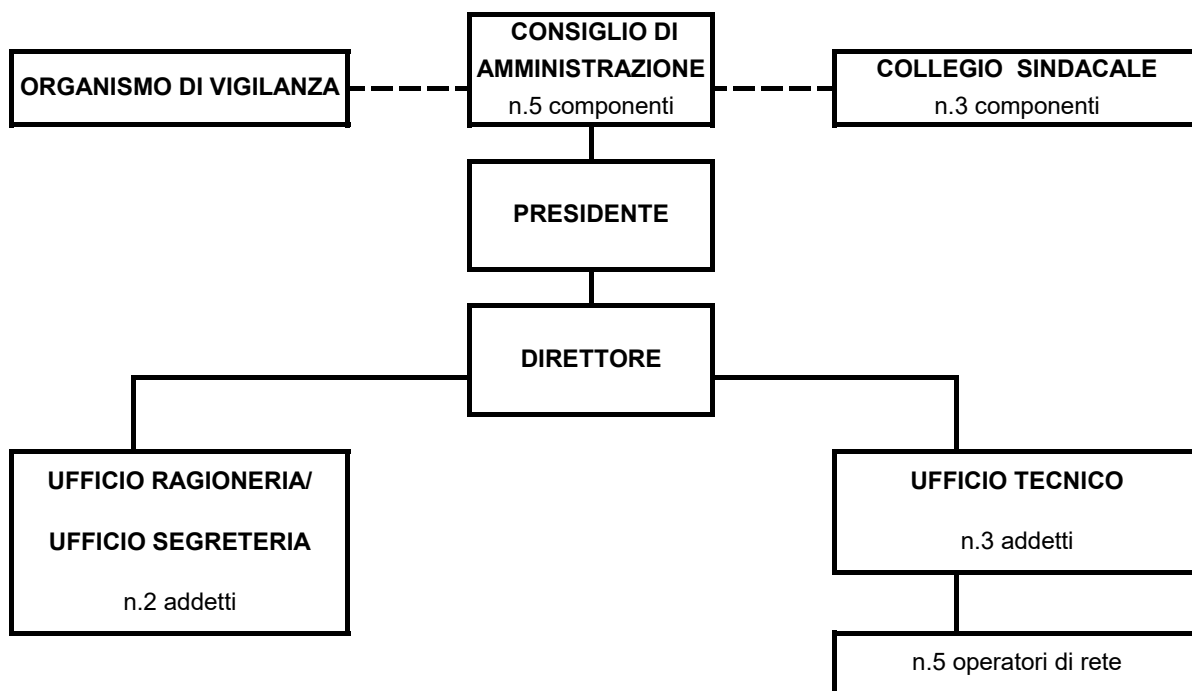 ORGANISMO DI VIGILANZA
CONSIGLIO DI
AMMINISTRAZIONE
n.5 componenti
COLLEGIO SINDACALE
n.3 componenti
PRESIDENTE
DIRETTORE
UFFICIO RAGIONERIA/
UFFICIO SEGRETERIA
n.2 addetti
UFFICIO TECNICO
n.3 addetti
n.5 operatori di rete